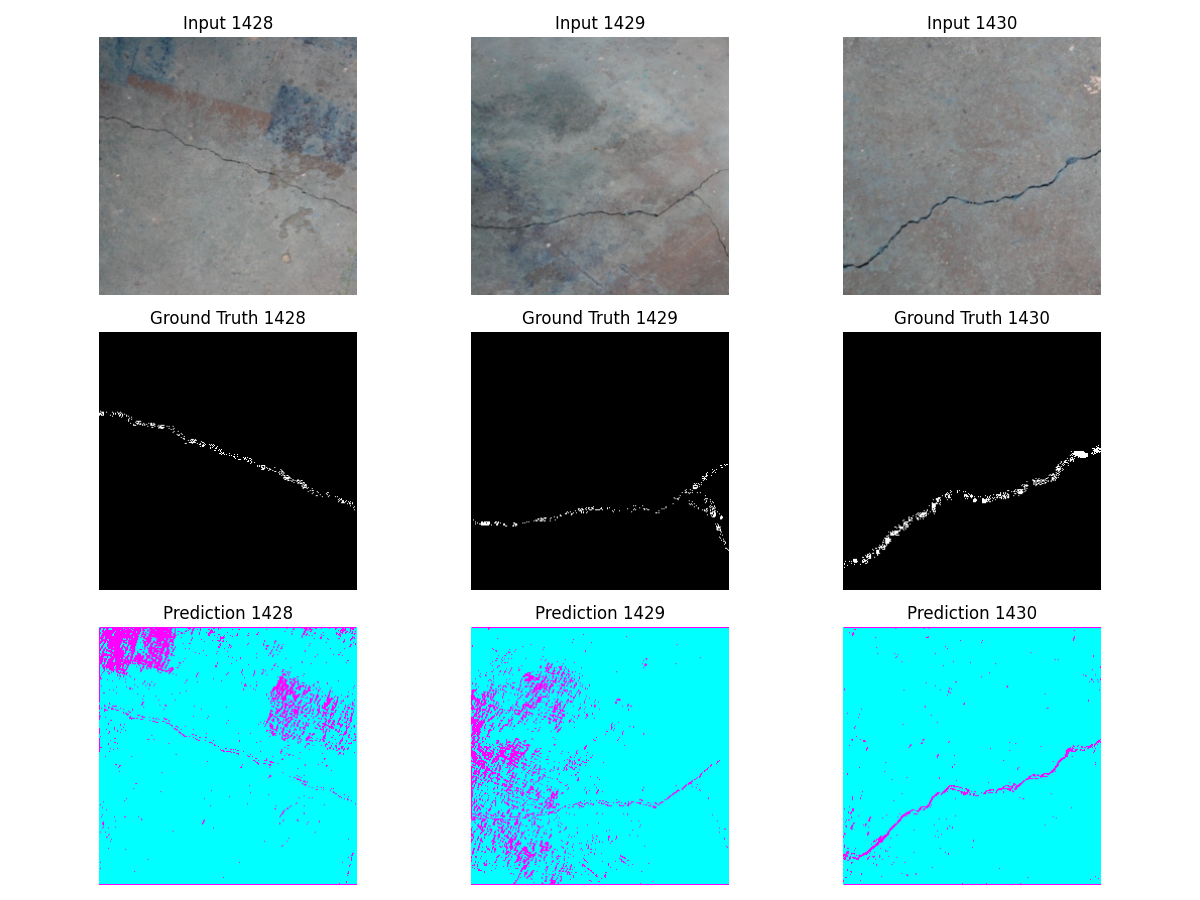 Input 1428
Input 1429
Input 1430
Ground Truth 1428
Ground Truth 1429
Ground Truth 1430
Prediction 1428
Prediction 1429
Prediction 1430